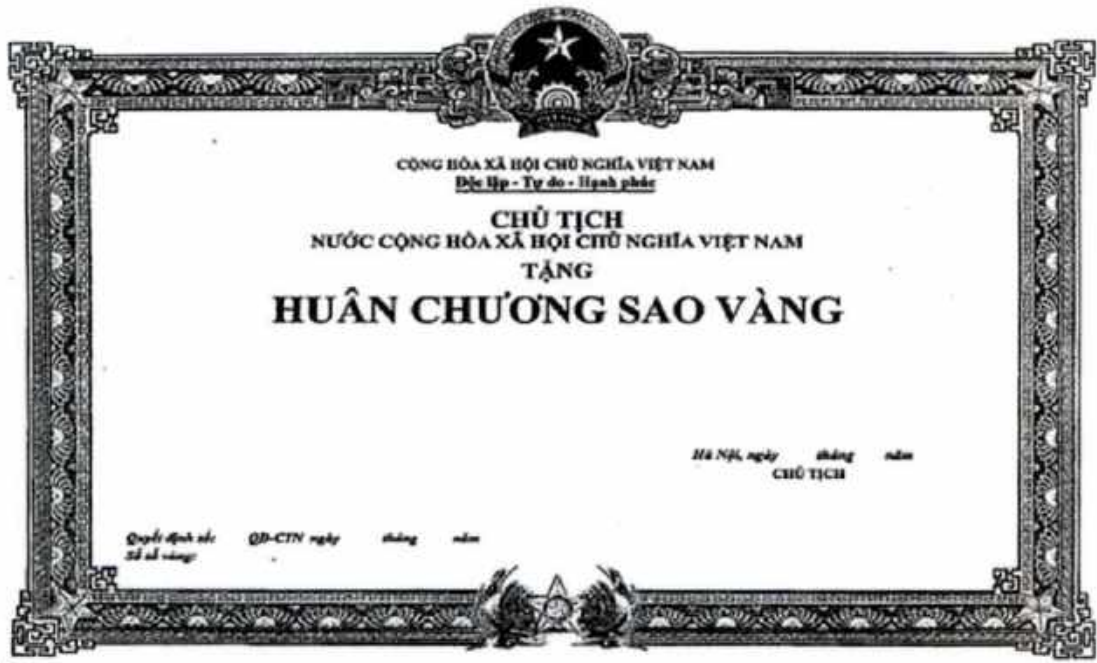 CỘNG HÒA XÃ HỘI CHỦ NGHĨA VIỆT NAM
Độc lập - Tự do - Hạnh phúc
CHỦ TỊCH
NƯỚC CỘNG HÒA XÃ HỘI CHỦ NGHĨA VIỆT NAM
TẶNG
HUÂN CHƯƠNG SAO VÀNG
Hà Nội, ngày tháng năm
CHỦ TỊCH
Quyết định số: QĐ-CTN ngày tháng năm
Số sổ vàng: